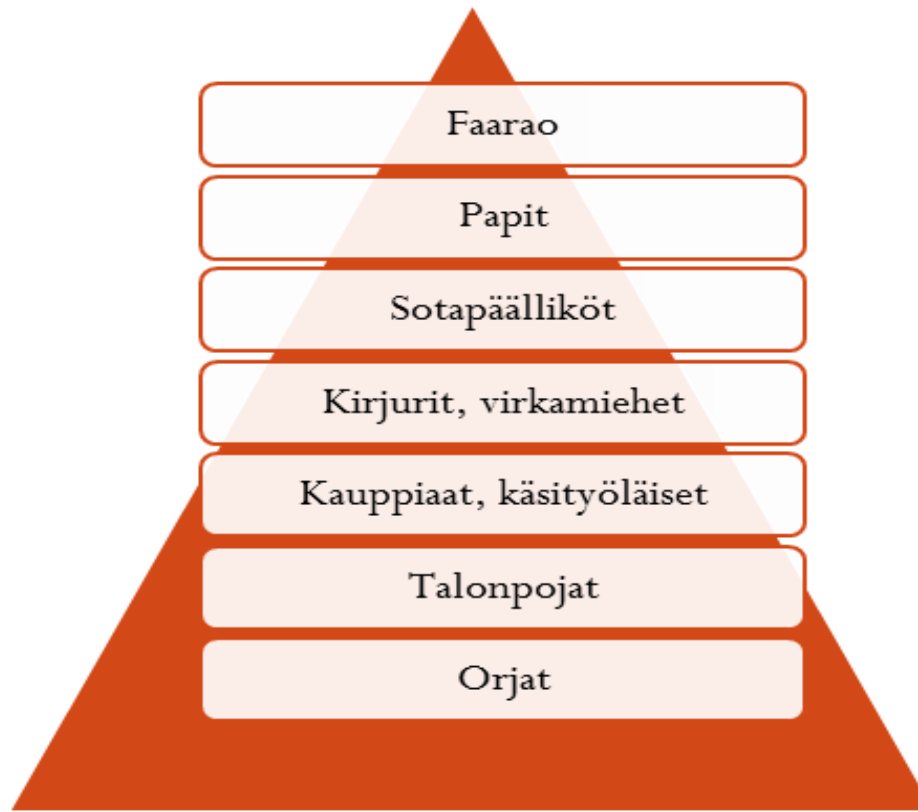 Faarao
Papit
Sotapäälliköt
Kirjurit, virkamiehet
Kauppiaat, käsityöläiset
Talonpojat
Orjat